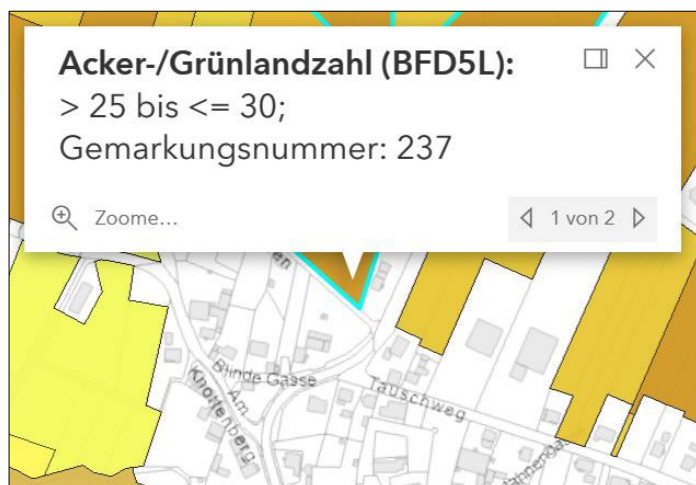 Acker-/Grünlandzahl (BFD5L):
> 25 bis <= 30;
Gemarkungsnummer: 237
Zoome...
1 von 2
Blinde Gasse
Am
Knottenberg
Tauschweg